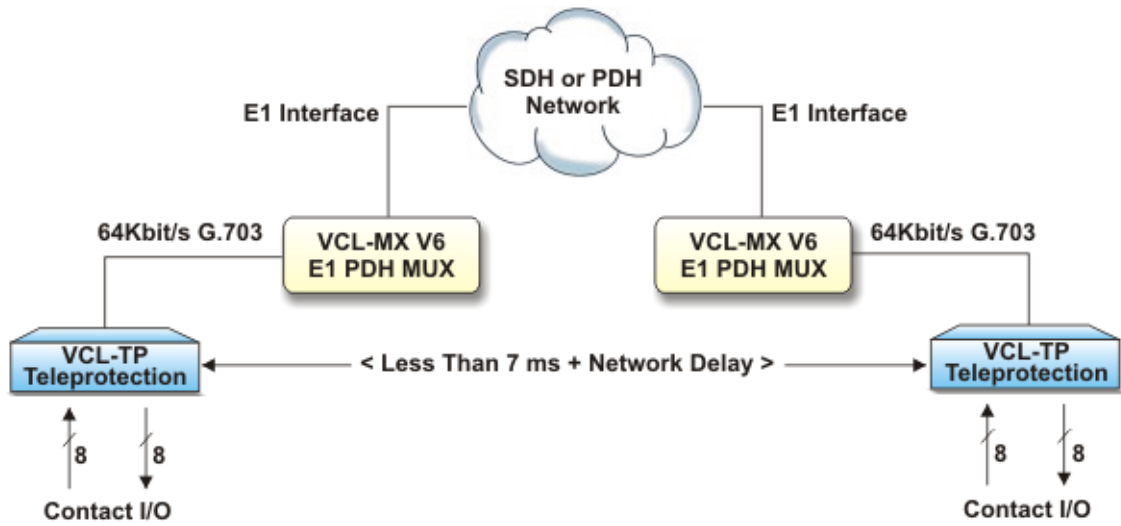 SDH or PDH
Network
E1 Interface
E1 Interface
64Kbit/s G.703
VCL-MX V6
E1 PDH MUX
VCL-MX V6
E1 PDH MUX
64Kbit/s G.703
VCL-TP
Teleprotection
< Less Than 7 ms + Network Delay >
VCL-TP
Teleprotection
8
8
8
8
Contact I/O
Contact I/O